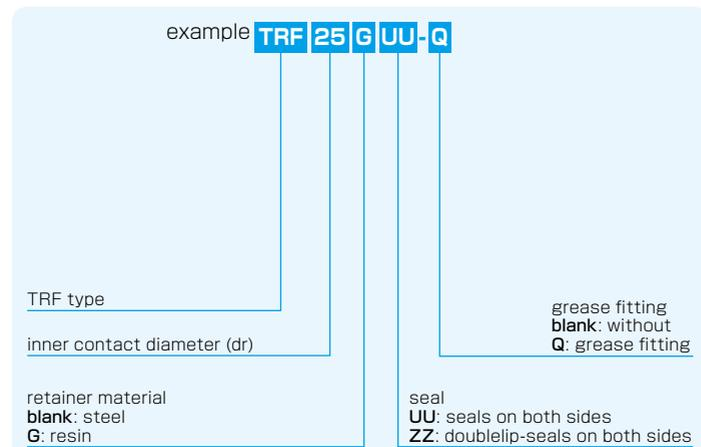 example TRF 25 G UU-Q
TRF type
inner contact diameter (dr)
retainer material
blank: steel
G: resin
grease fitting
blank: without
Q: grease fitting
seal
UU: seals on both sides
ZZ: doublelip-seals on both sides